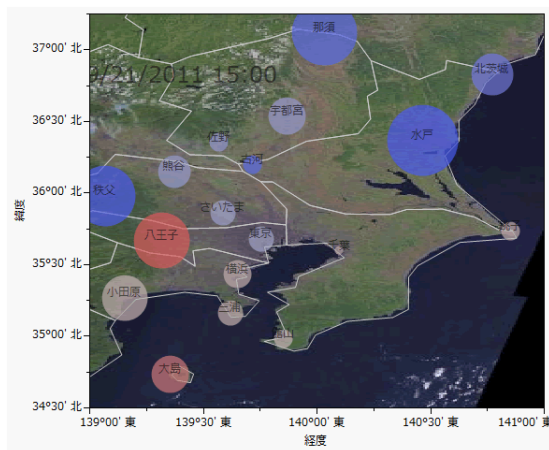 那須
37°00' 北
北茨城
9/21/2011 15:00
36°30' 北
宇都宮
水戸
佐野
古河
熊谷
36°00' 北
秩父
さいたま
八王子
東京
千葉
35°30' 北
横浜
小田原
三浦
35°00' 北
館山
大島
34°30' 北
139°00' 東
139°30' 東
140°00' 東
140°30' 東
141°00' 東
経度
緯度